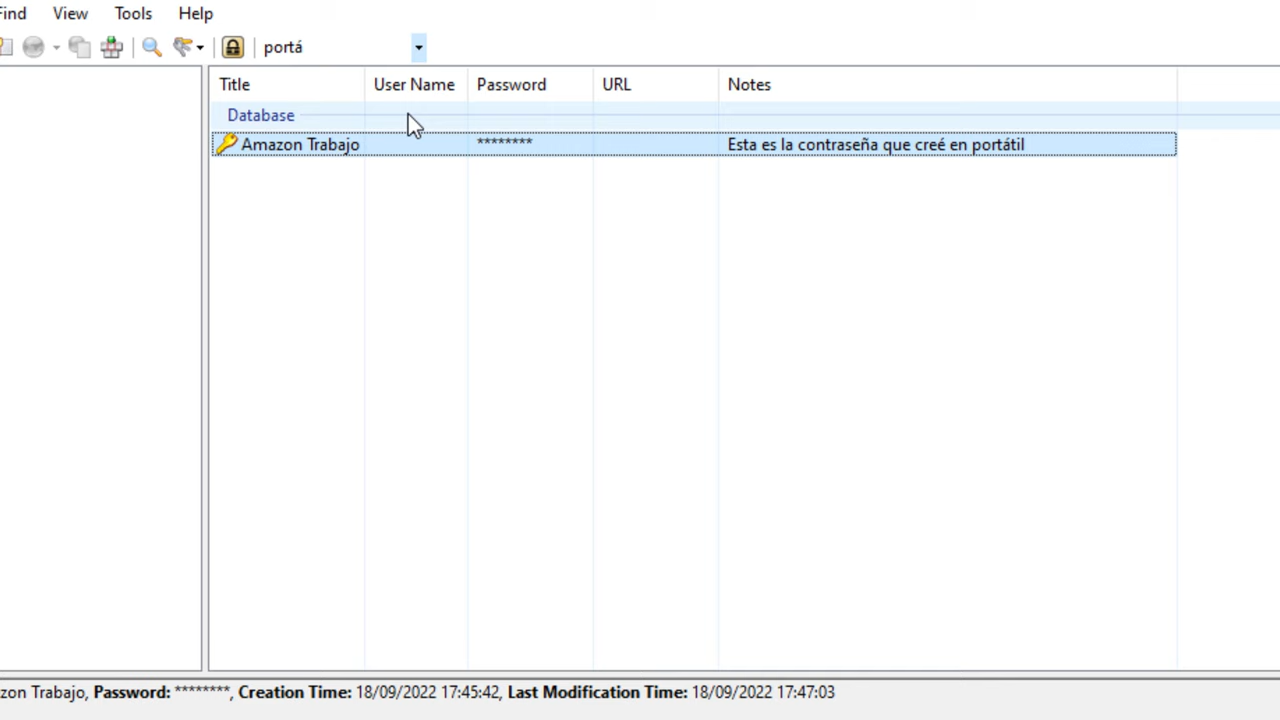 Find View Tools Help
portá
Title User Name Password URL Notes
Database
Amazon Trabajo ******** Esta es la contraseña que creé en portátil
zon Trabajo, Password: ********, Creation Time: 18/09/2022 17:45:42, Last Modification Time: 18/09/2022 17:47:03